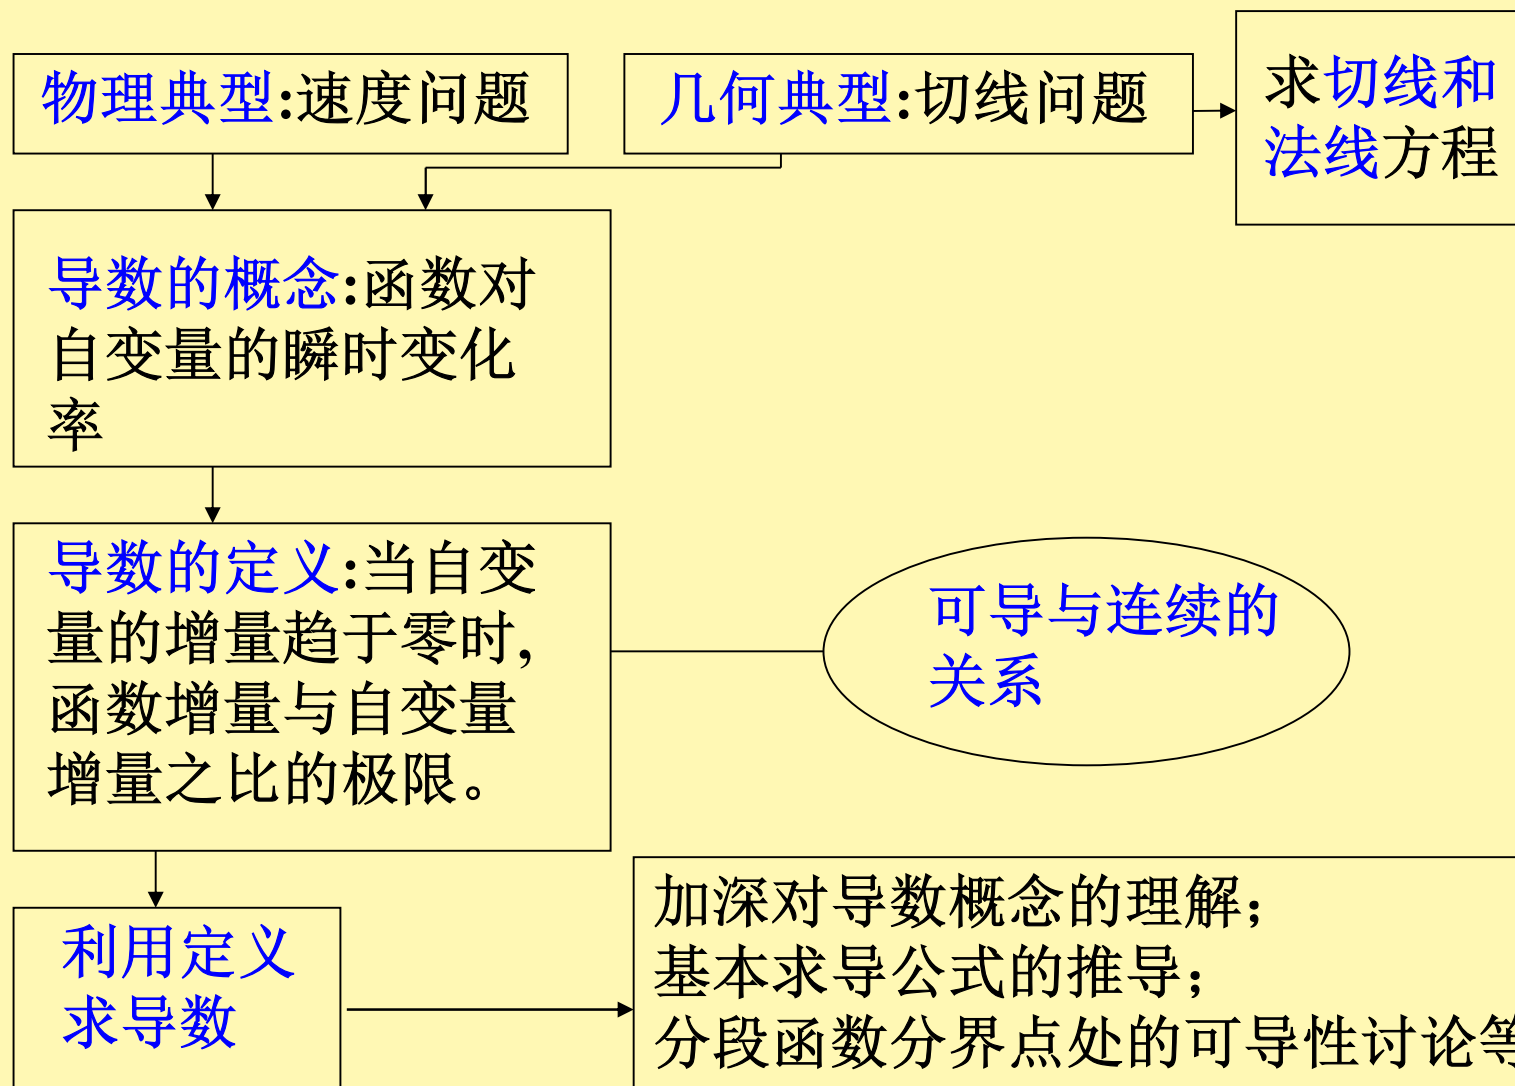 物理典型:速度问题
几何典型:切线问题
求切线和
法线方程
导数的概念:函数对
自变量的瞬时变化
率
导数的定义:当自变
量的增量趋于零时,
函数增量与自变量
增量之比的极限。
可导与连续的
关系
利用定义
求导数
加深对导数概念的理解;
基本求导公式的推导;
分段函数分界点处的可导性讨论等